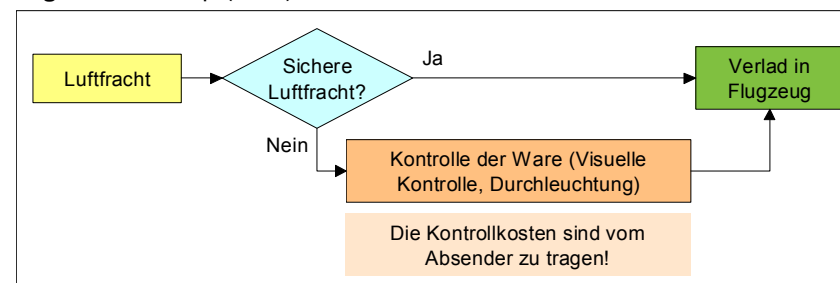 Luftfracht
Sichere
Luftfracht?
Ja
Verlad in
Flugzeug
Nein
Kontrolle der Ware (Visuelle
Kontrolle, Durchleuchtung)
Die Kontrollkosten sind vom
Absender zu tragen!